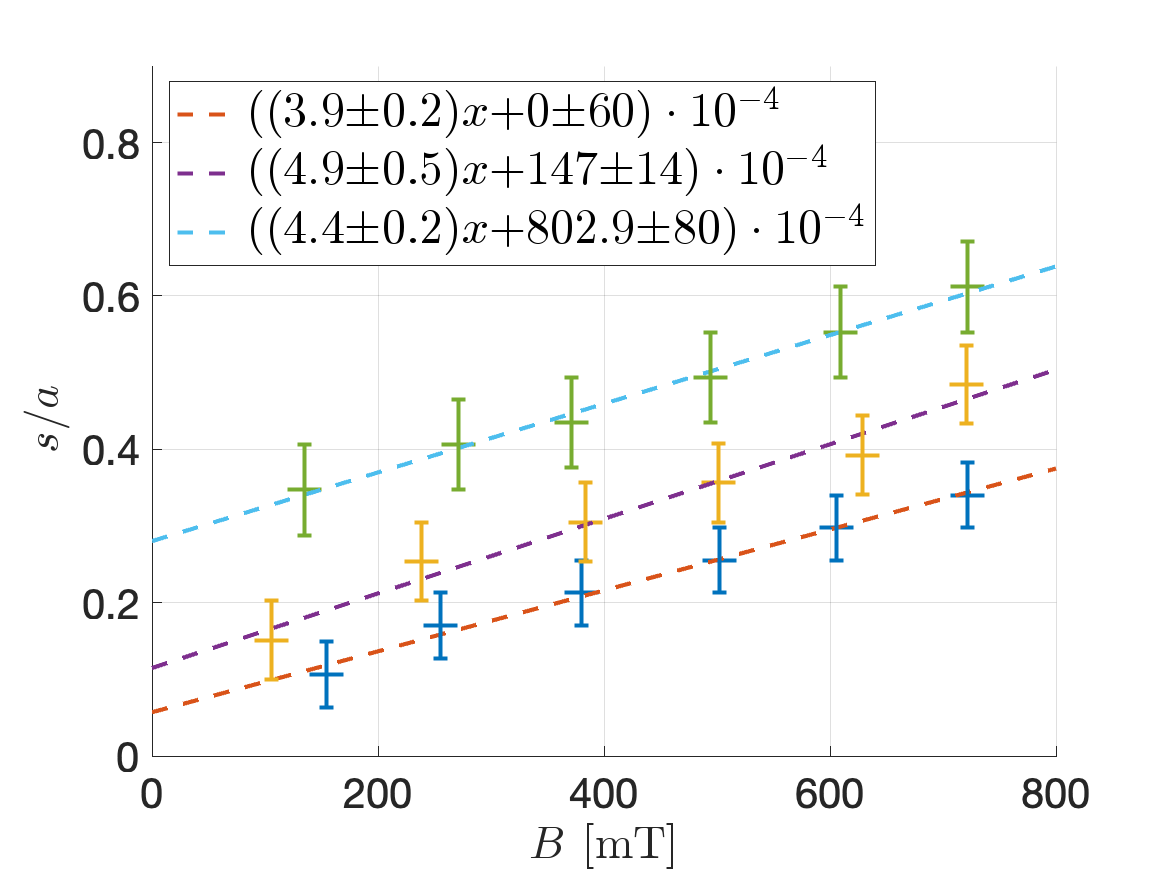 ((3.9±0.2)x+0±60) · 10⁻⁴
((4.9±0.5)x+147±14) · 10⁻⁴
((4.4±0.2)x+802.9±80) · 10⁻⁴
0.8
0.6
0.4
0.2
0
s/a
0 200 400 600 800
B [mT]